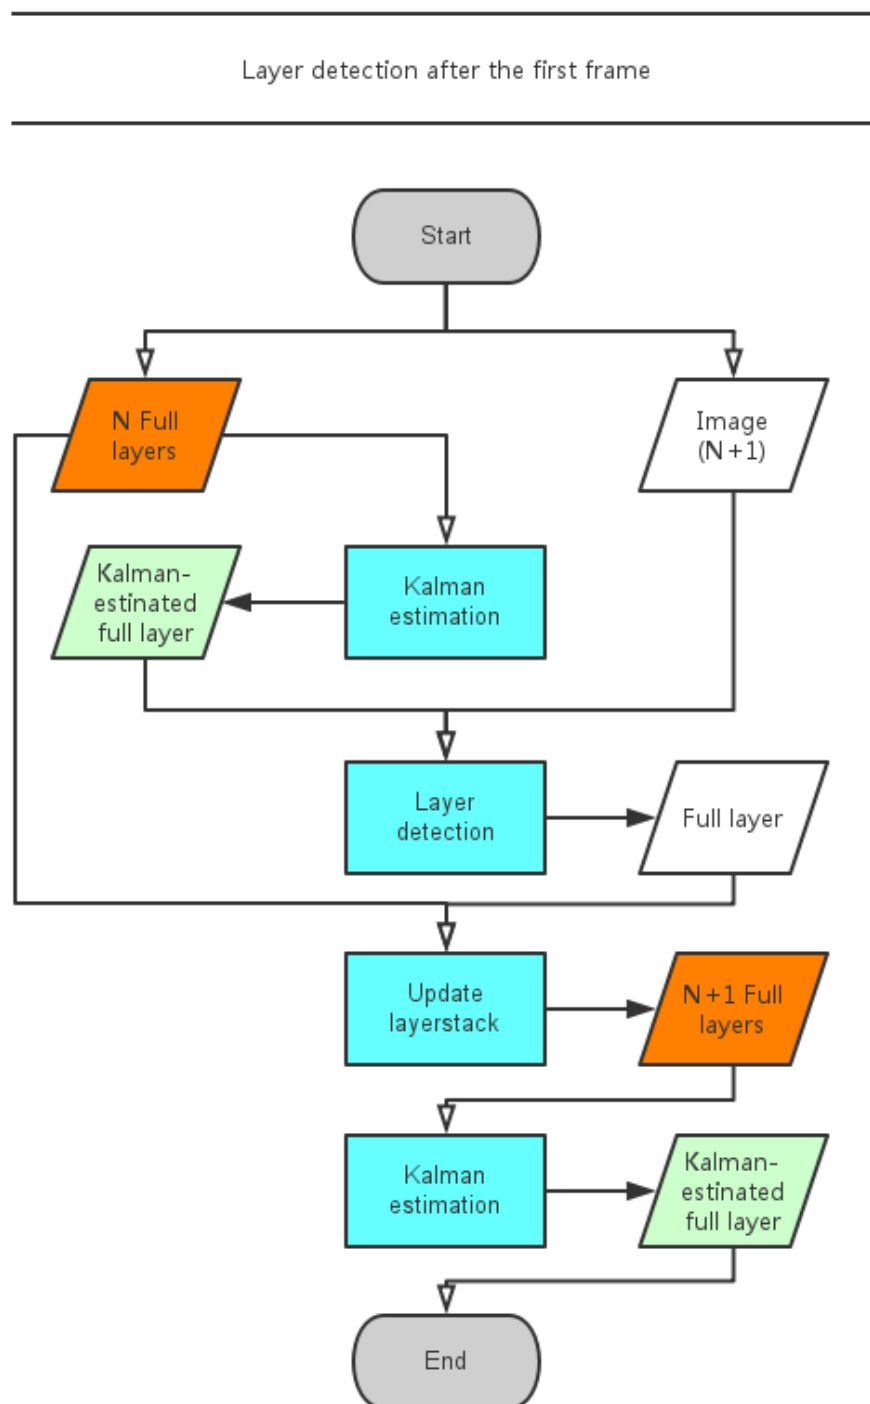 Layer detection after the first frame
Start
N Full
layers
Image
(N+1)
Kalman-
estinated
full layer
Kalman
estimation
Layer
detection
Full layer
Update
layerstack
N+1 Full
layers
Kalman
estimation
Kalman-
estinated
full layer
End